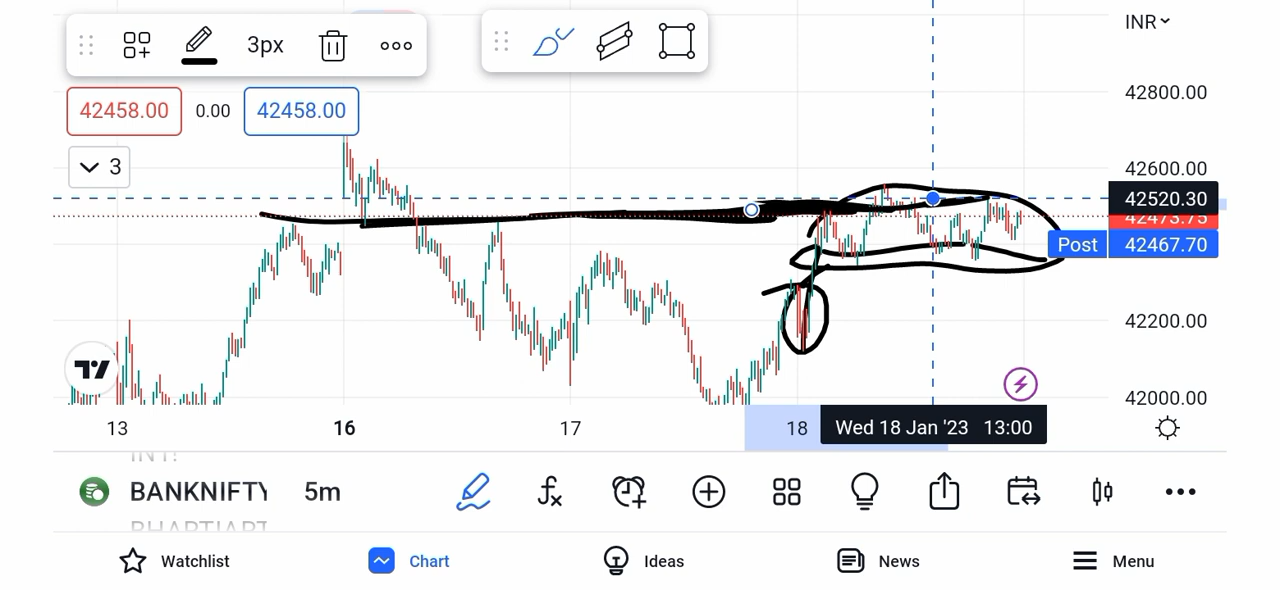 3px
INR
42800.00
42458.00 0.00 42458.00
3
42600.00
42520.30
42473.75
Post 42467.70
42200.00
42000.00
13 16 17 18 Wed 18 Jan '23 13:00
BANKNIFTY 5m
Watchlist Chart Ideas News Menu